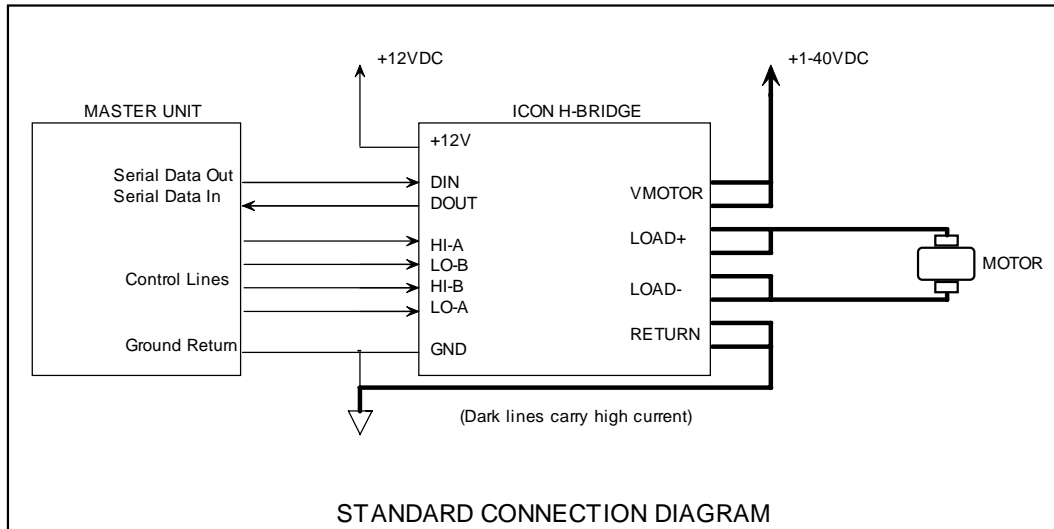 +12VDC
+1-40VDC
MASTER UNIT
ICON H-BRIDGE
+12V
Serial Data Out
Serial Data In
DIN
DOUT
VMOTOR
HI-A
LO-B
HI-B
LO-A
Control Lines
LOAD+
LOAD-
MOTOR
Ground Return
GND
RETURN
(Dark lines carry high current)
STANDARD CONNECTION DIAGRAM